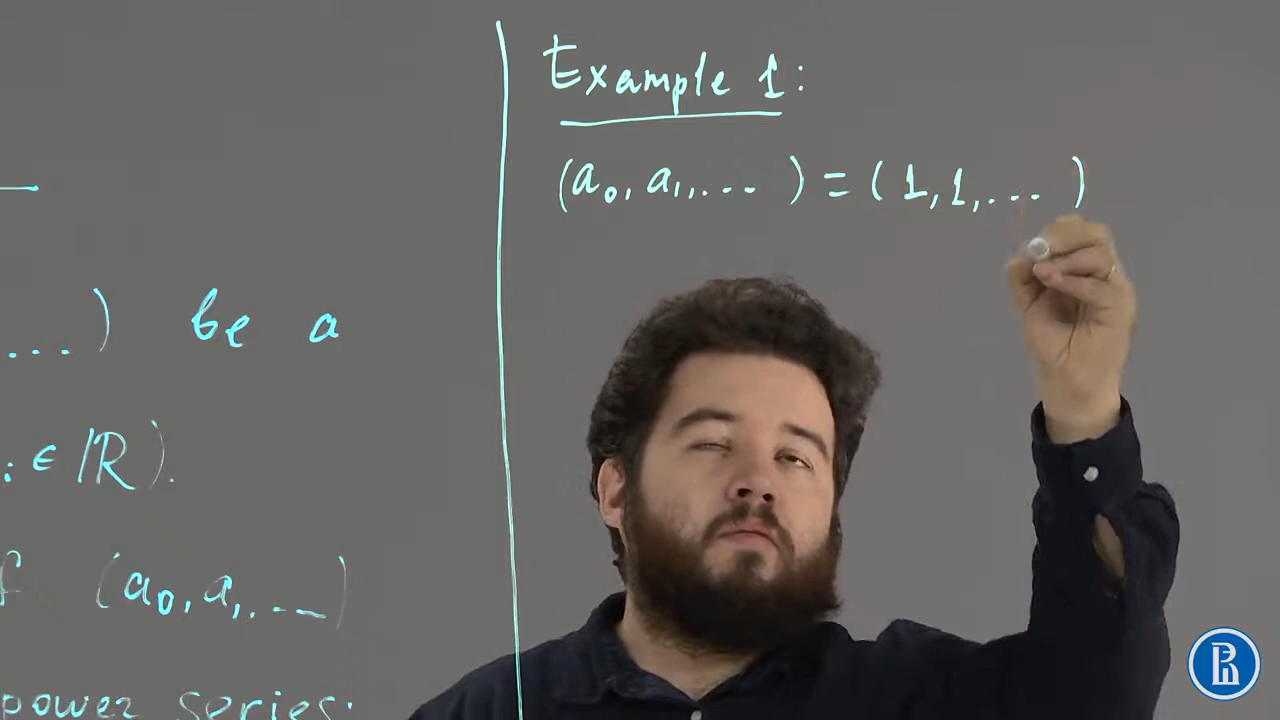 ...) be a
: ∈ ℝ).
f (a₀, a₁, ...)
power series:
Example 1:
(a₀, a₁, ... ) = ( 1, 1, ... )